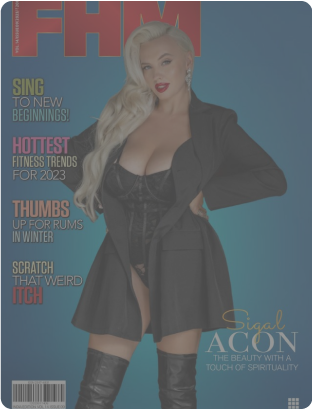 FHM
SING
TO NEW
BEGINNINGS!
HOTTEST
FITNESS TRENDS
FOR 2023
THUMBS
UP FOR RUMS
IN WINTER
SCRATCH
THAT WEIRD
ITCH
Sigal
ACON
THE BEAUTY WITH A
TOUCH OF SPIRITUALITY